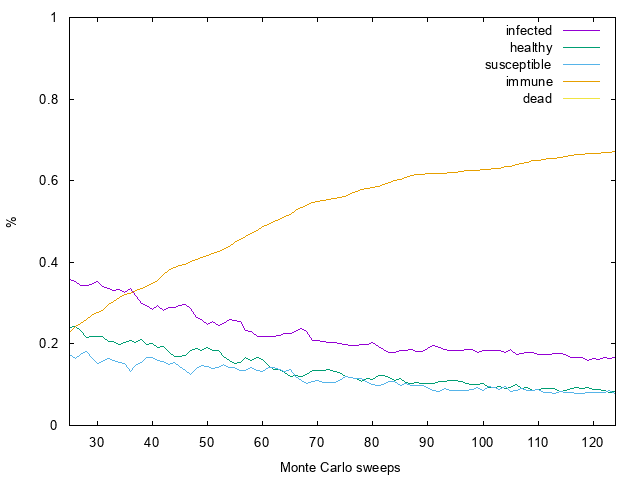 1
0.8
0.6
0.4
0.2
0
%
infected
healthy
susceptible
immune
dead
30 40 50 60 70 80 90 100 110 120
Monte Carlo sweeps